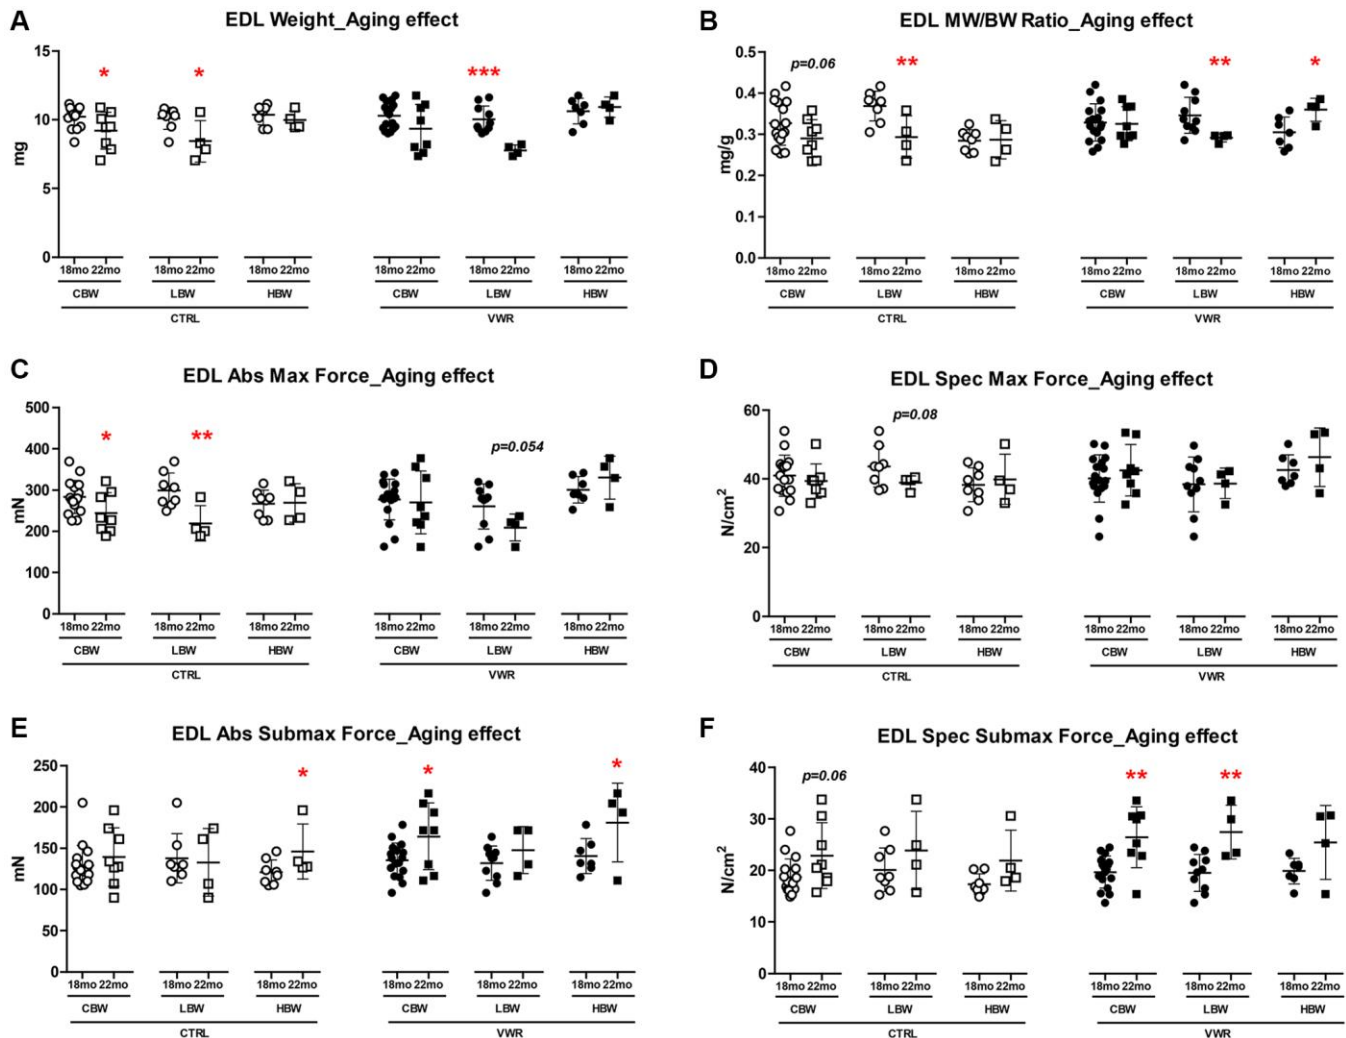 A
EDL Weight_Aging effect
15
10
5
0
mg
*
*
***
18mo 22mo
18mo 22mo
18mo 22mo
18mo 22mo
18mo 22mo
18mo 22mo
CBW
LBW
HBW
CBW
LBW
HBW
CTRL
VWR
B
EDL MW/BW Ratio_Aging effect
0.5
0.4
0.3
0.2
0.1
0.0
mg/g
p=0.06
**
**
*
18mo 22mo
18mo 22mo
18mo 22mo
18mo 22mo
18mo 22mo
18mo 22mo
CBW
LBW
HBW
CBW
LBW
HBW
CTRL
VWR
C
EDL Abs Max Force_Aging effect
500
400
300
200
100
0
mN
*
**
p=0.054
18mo 22mo
18mo 22mo
18mo 22mo
18mo 22mo
18mo 22mo
18mo 22mo
CBW
LBW
HBW
CBW
LBW
HBW
CTRL
VWR
D
EDL Spec Max Force_Aging effect
60
40
20
0
N/cm²
p=0.08
18mo 22mo
18mo 22mo
18mo 22mo
18mo 22mo
18mo 22mo
18mo 22mo
CBW
LBW
HBW
CBW
LBW
HBW
CTRL
VWR
E
EDL Abs Submax Force_Aging effect
250
200
150
100
50
0
mN
*
*
*
18mo 22mo
18mo 22mo
18mo 22mo
18mo 22mo
18mo 22mo
18mo 22mo
CBW
LBW
HBW
CBW
LBW
HBW
CTRL
VWR
F
EDL Spec Submax Force_Aging effect
40
30
20
10
0
N/cm²
p=0.06
**
**
18mo 22mo
18mo 22mo
18mo 22mo
18mo 22mo
18mo 22mo
18mo 22mo
CBW
LBW
HBW
CBW
LBW
HBW
CTRL
VWR